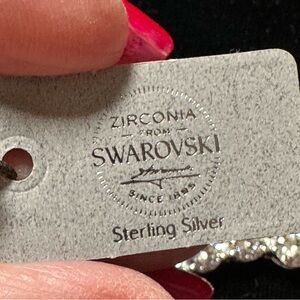 ZIRCONIA
FROM
SWAROVSKI
SINCE 1895
Sterling Silver